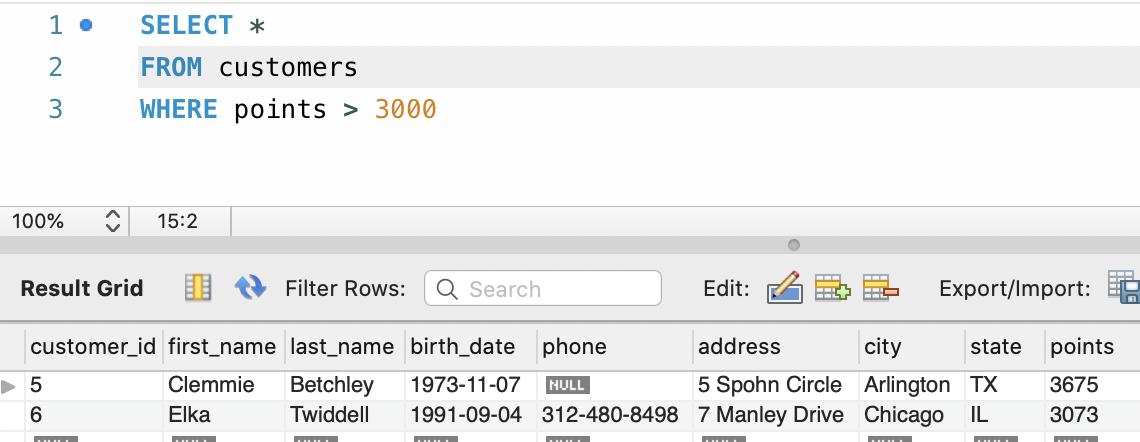 1 SELECT *
2 FROM customers
3 WHERE points > 3000
100% 15:2
Result Grid Filter Rows: Search Edit: Export/Import:
customer_id first_name last_name birth_date phone address city state points
5 Clemmie Betchley 1973-11-07 NULL 5 Spohn Circle Arlington TX 3675
6 Elka Twiddell 1991-09-04 312-480-8498 7 Manley Drive Chicago IL 3073
NULL NULL NULL NULL NULL NULL NULL NULL NULL